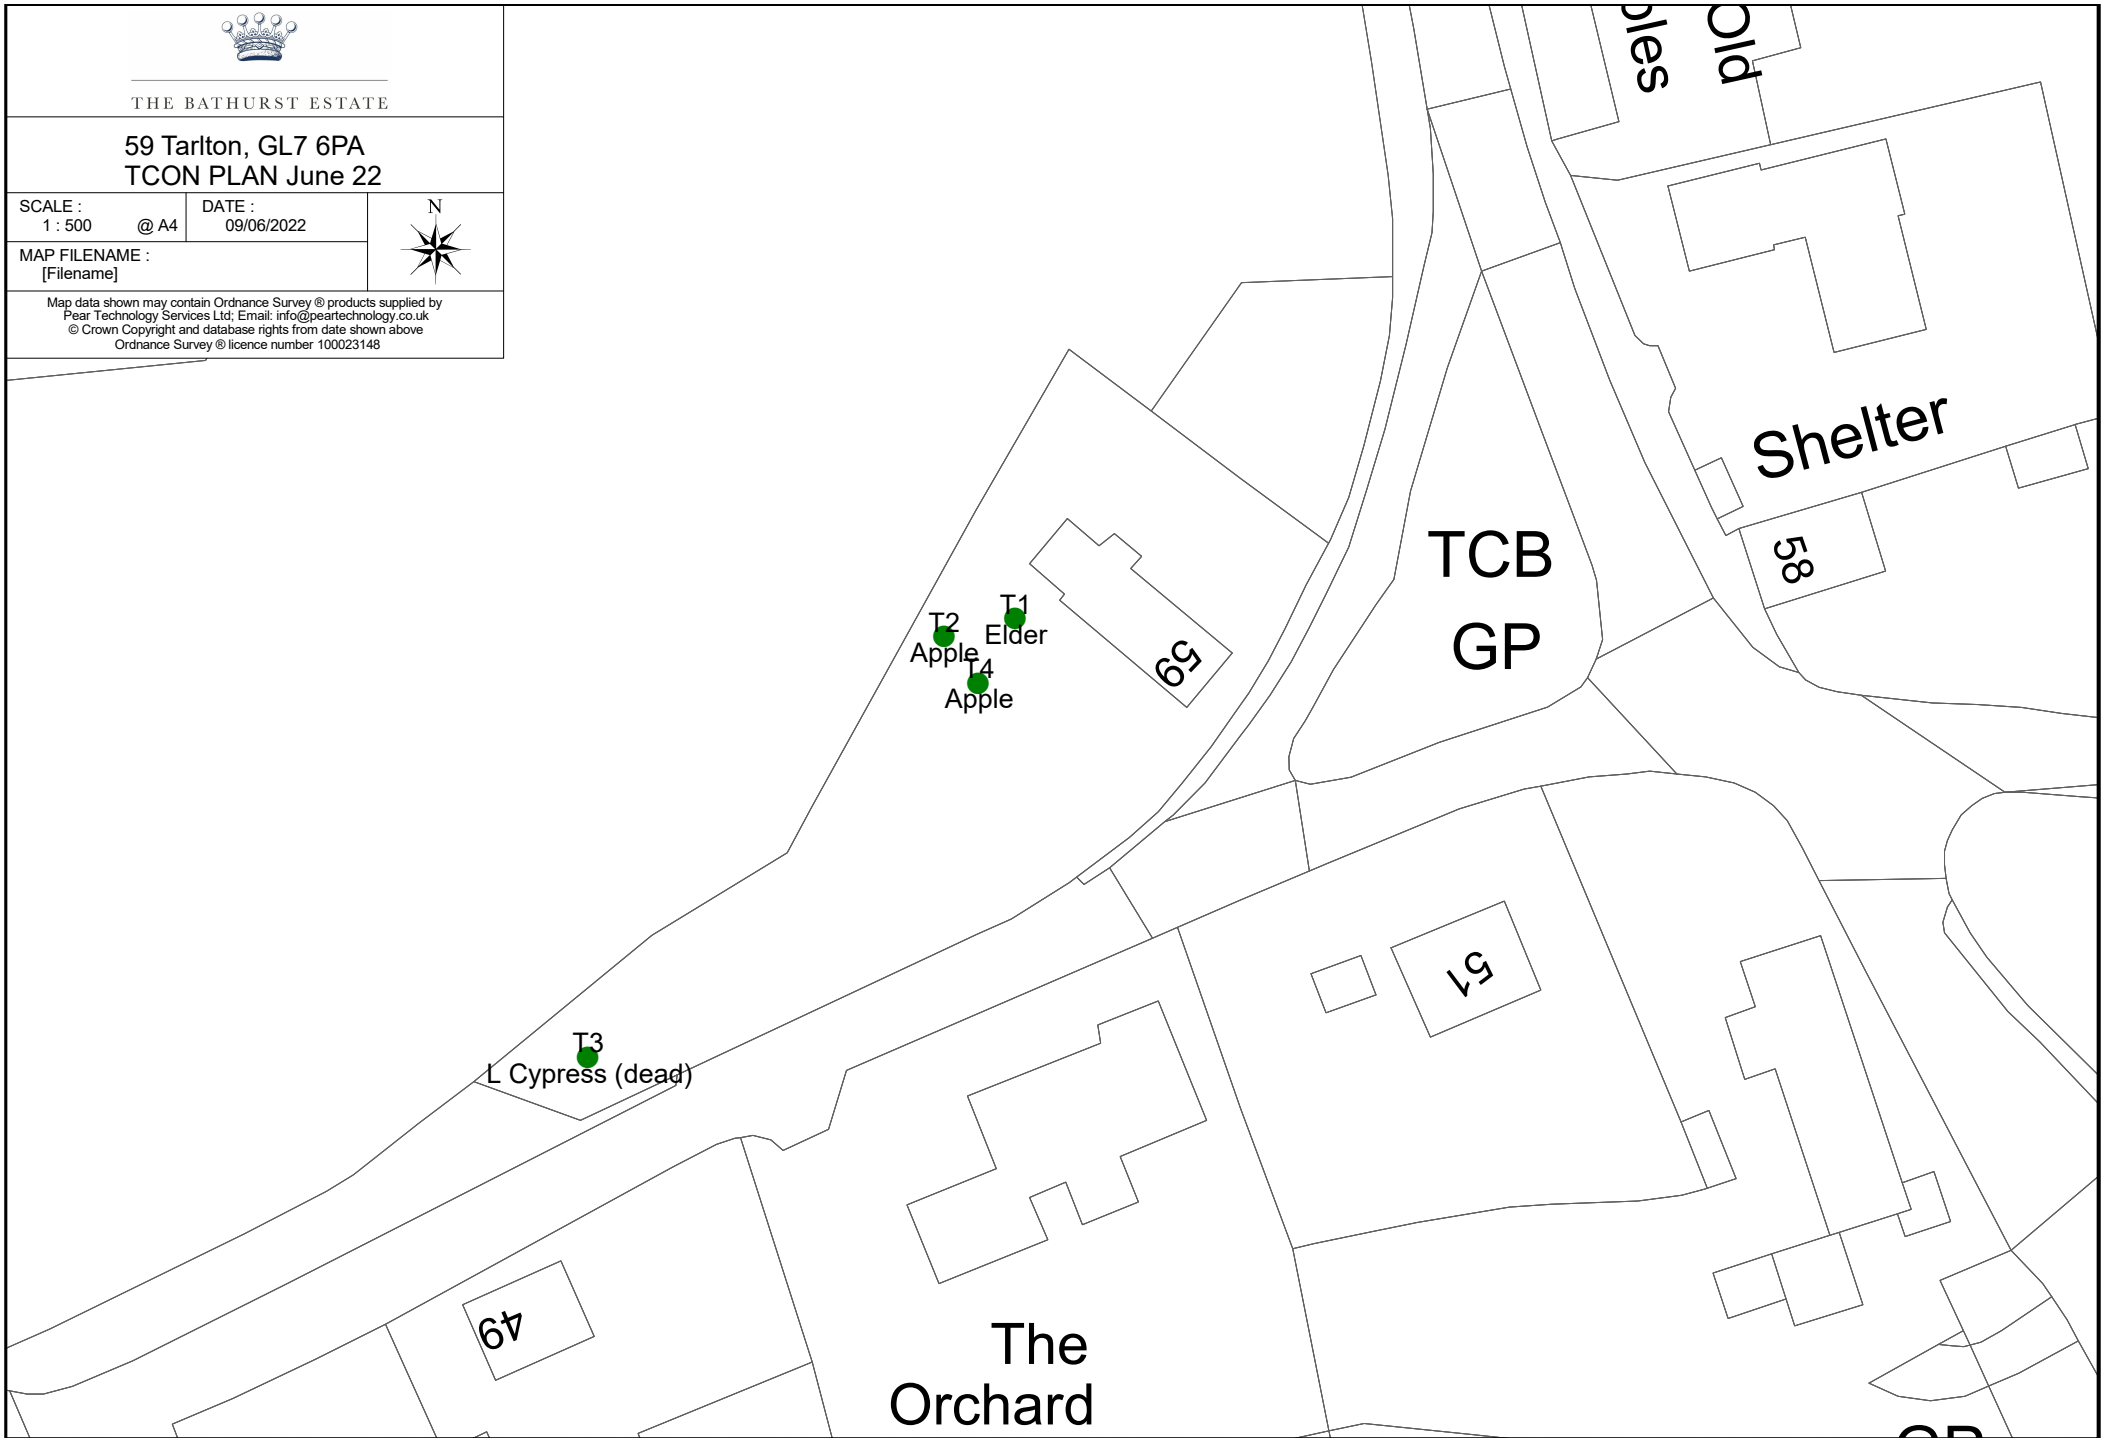 THE BATHURST ESTATE
59 Tarlton, GL7 6PA
TCON PLAN June 22
SCALE :
1 : 500 @ A4
DATE :
09/06/2022
N
MAP FILENAME :
[Filename]
Map data shown may contain Ordnance Survey ® products supplied by
Pear Technology Services Ltd; Email: info@peartechnology.co.uk
© Crown Copyright and database rights from date shown above
Ordnance Survey ® licence number 100023148
Old
Shelter
58
TCB
GP
59
T1
Elder
T2
Apple
T4
Apple
T3
L Cypress (dead)
51
49
The
Orchard